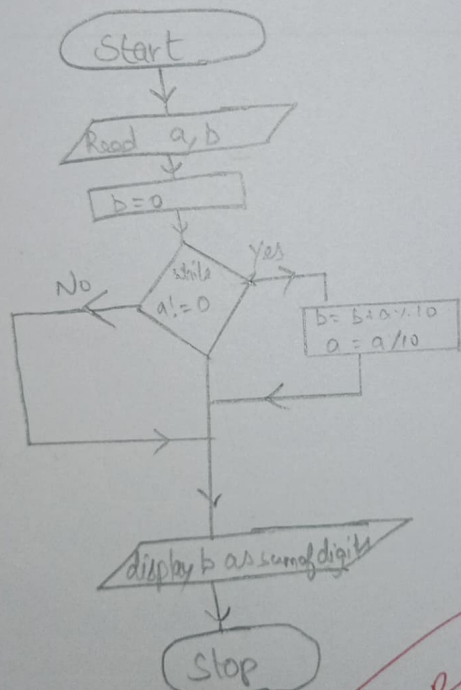 Start
Read a, b
b=0
while
a!=0
Yes
No
b= b+a%10
a = a/10
display b as sum of digits
Stop